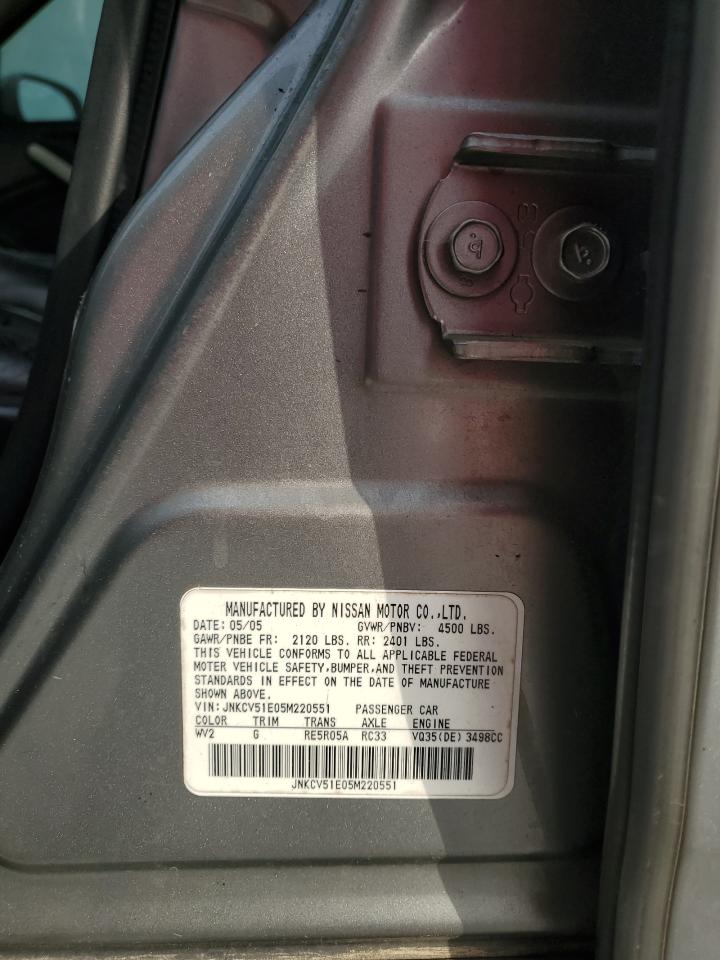 MANUFACTURED BY NISSAN MOTOR CO.,LTD.
DATE: 05/05 GVWR/PNBV: 4500 LBS.
GAWR/PNBE FR: 2120 LBS. RR: 2401 LBS.
THIS VEHICLE CONFORMS TO ALL APPLICABLE FEDERAL
MOTER VEHICLE SAFETY,BUMPER,AND THEFT PREVENTION
STANDARDS IN EFFECT ON THE DATE OF MANUFACTURE
SHOWN ABOVE.
VIN:JNKCV51E05M220551 PASSENGER CAR
COLOR TRIM TRANS AXLE ENGINE
WV2 G RE5R05A RC33 VQ35(DE) 3498CC
JNKCV51E05M220551